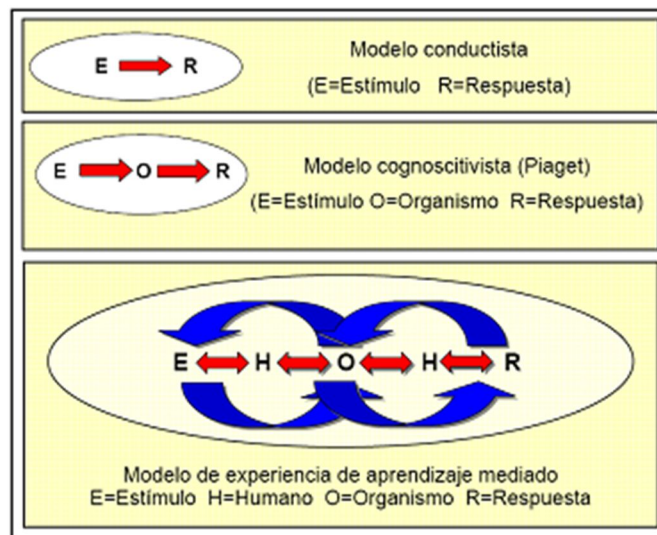 E R
Modelo conductista
(E=Estímulo R=Respuesta)
E O R
Modelo cognoscitivista (Piaget)
(E=Estímulo O=Organismo R=Respuesta)
E H O H R
Modelo de experiencia de aprendizaje mediado
E=Estímulo H=Humano O=Organismo R=Respuesta